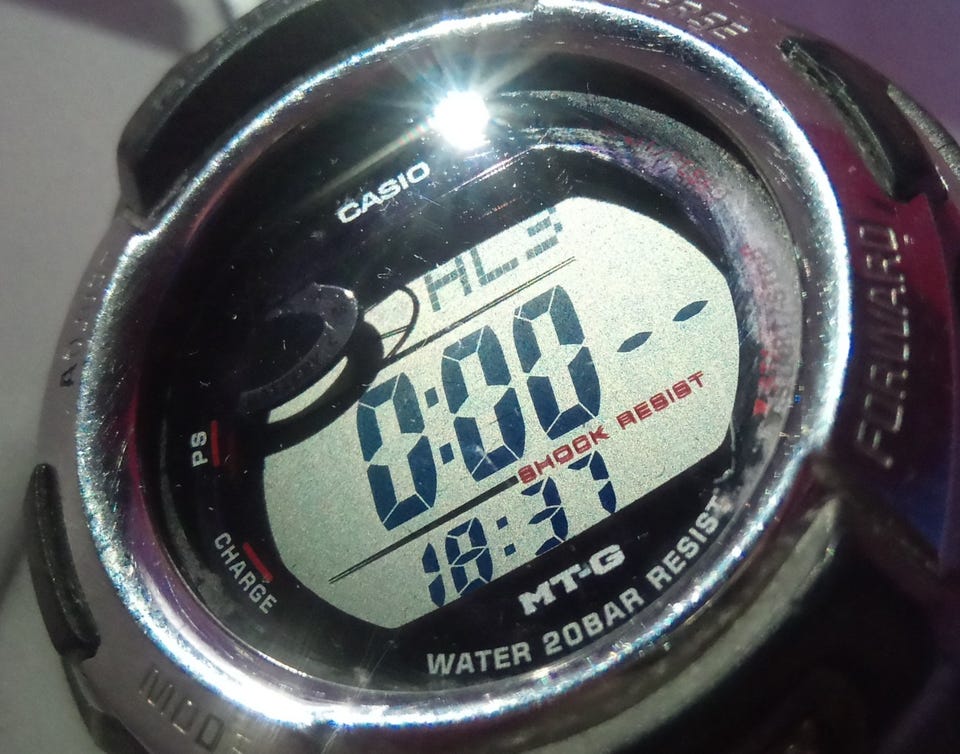 CASIO
AL3
0:00 --
SHOCK RESIST
18:37
MT-G
WATER 20BAR RESIST
PS
CHARGE
FORWARD